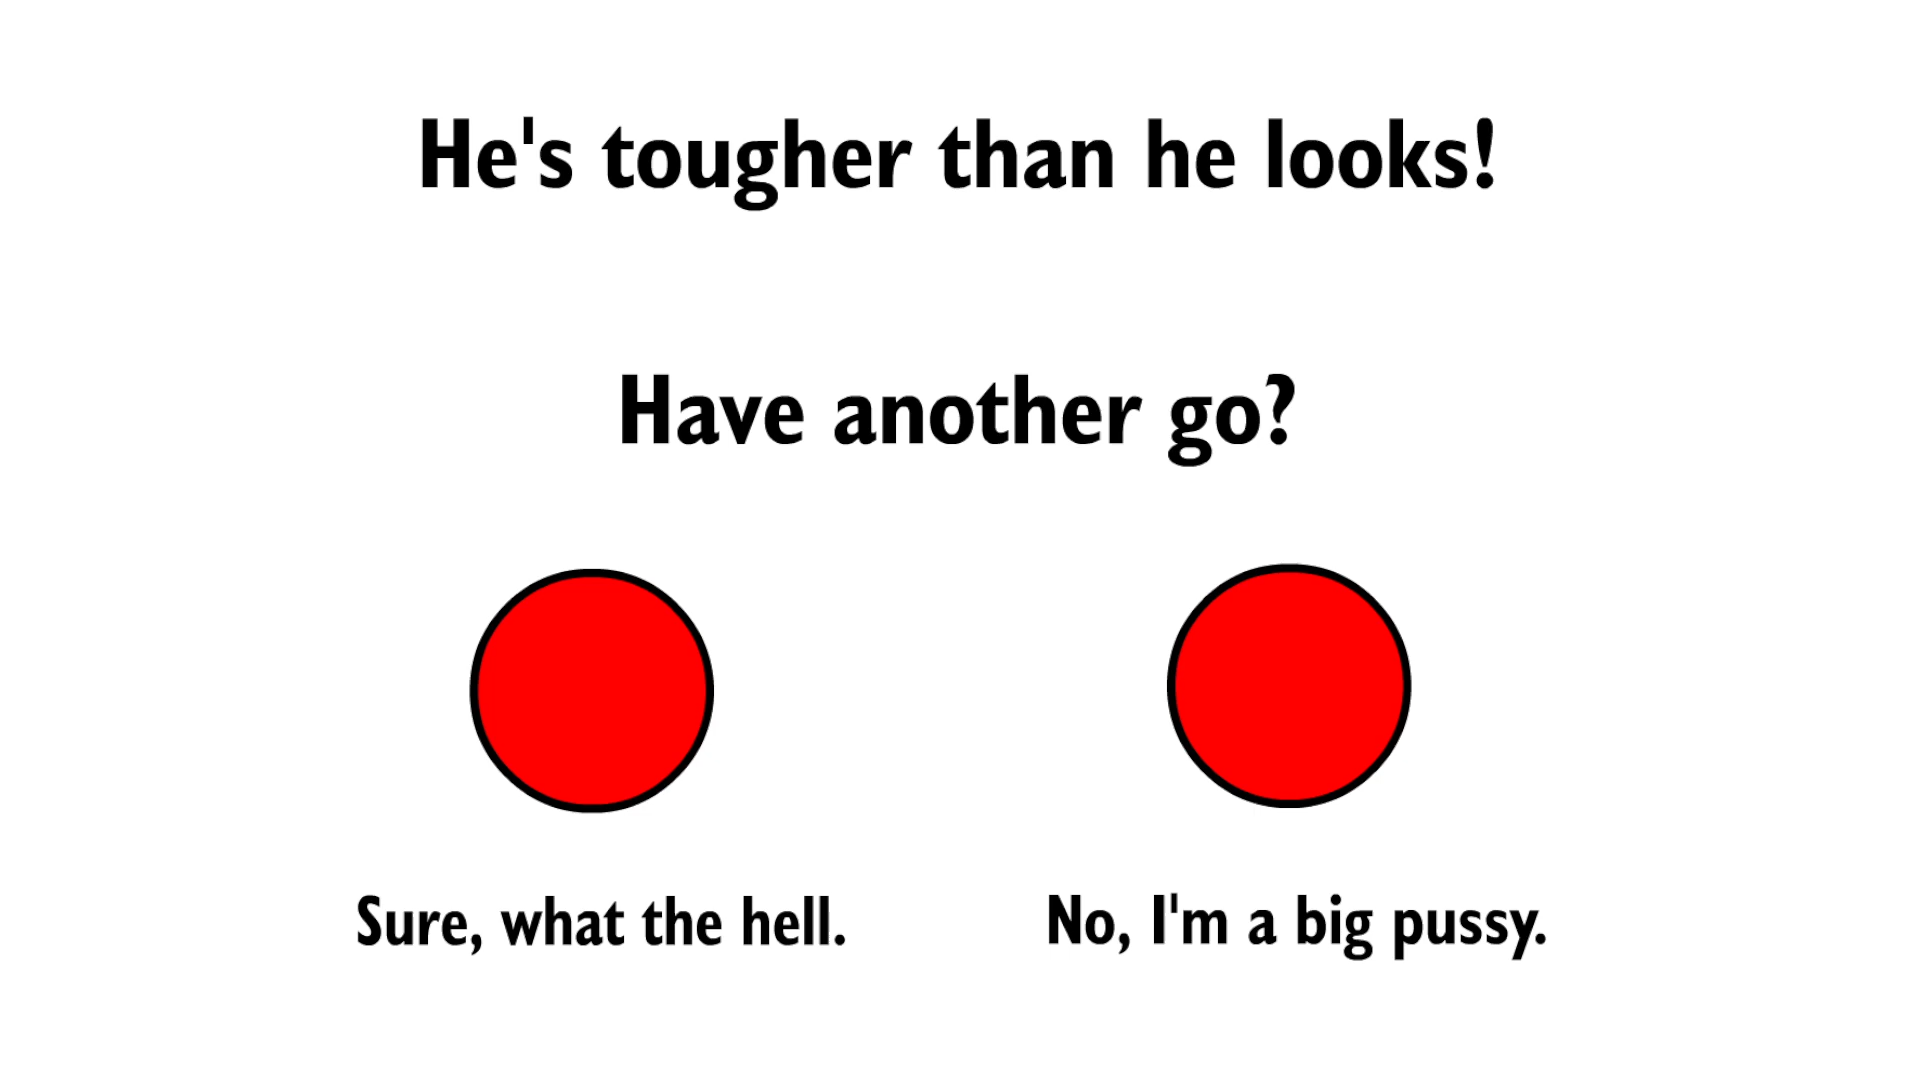 He's tougher than he looks!
Have another go?
Sure, what the hell.
No, I'm a big pussy.